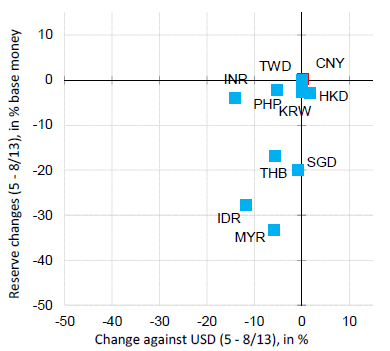 Reserve changes (5 - 8/13), in % base money
10
0
-10
-20
-30
-40
-50
TWD
CNY
INR
PHP
HKD
KRW
SGD
THB
IDR
MYR
-50 -40 -30 -20 -10 0 10
Change against USD (5 - 8/13), in %